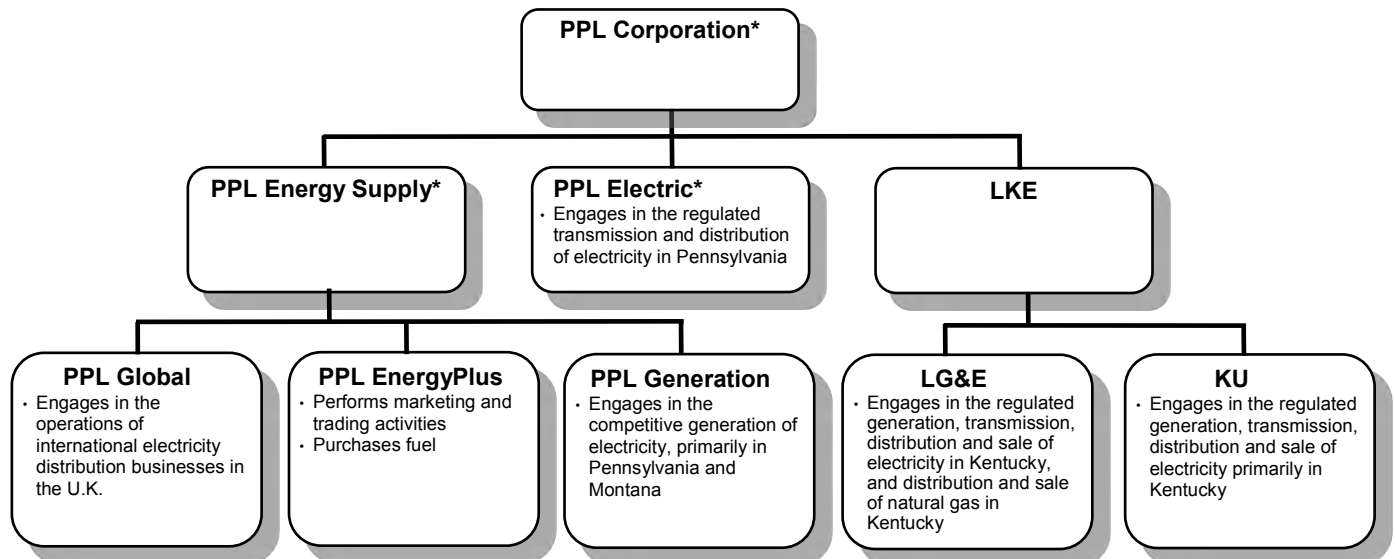 PPL Corporation*
PPL Energy Supply*
PPL Electric*
• Engages in the regulated
transmission and distribution
of electricity in Pennsylvania
LKE
PPL Global
• Engages in the
operations of
international electricity
distribution businesses in
the U.K.
PPL EnergyPlus
• Performs marketing and
trading activities
• Purchases fuel
PPL Generation
• Engages in the
competitive generation of
electricity, primarily in
Pennsylvania and
Montana
LG&E
• Engages in the regulated
generation, transmission,
distribution and sale of
electricity in Kentucky,
and distribution and sale
of natural gas in
Kentucky
KU
• Engages in the regulated
generation, transmission,
distribution and sale of
electricity primarily in
Kentucky